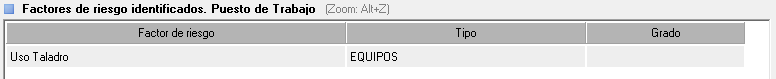 Factores de riesgo identificados. Puesto de Trabajo (Zoom: Alt+Z)
Factor de riesgo Tipo Grado
Uso Taladro EQUIPOS